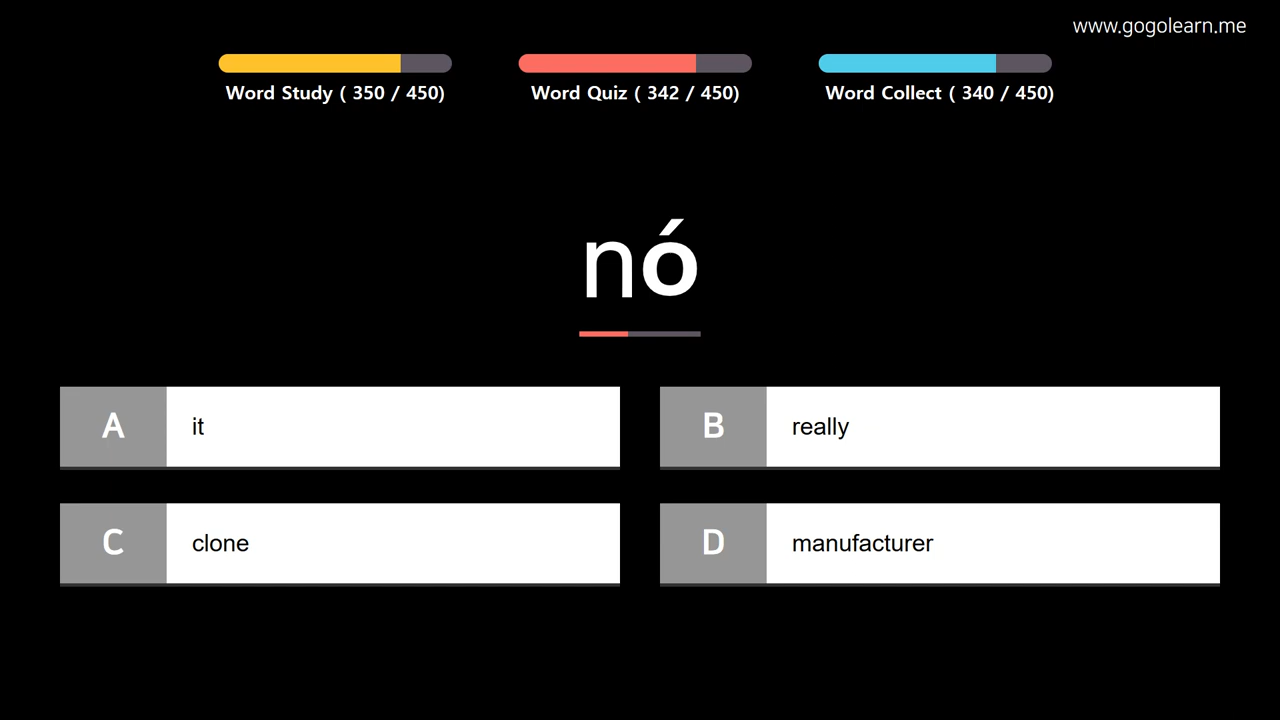 www.gogolearn.me
Word Study ( 350 / 450)
Word Quiz ( 342 / 450)
Word Collect ( 340 / 450)
nó
A it
B really
C clone
D manufacturer